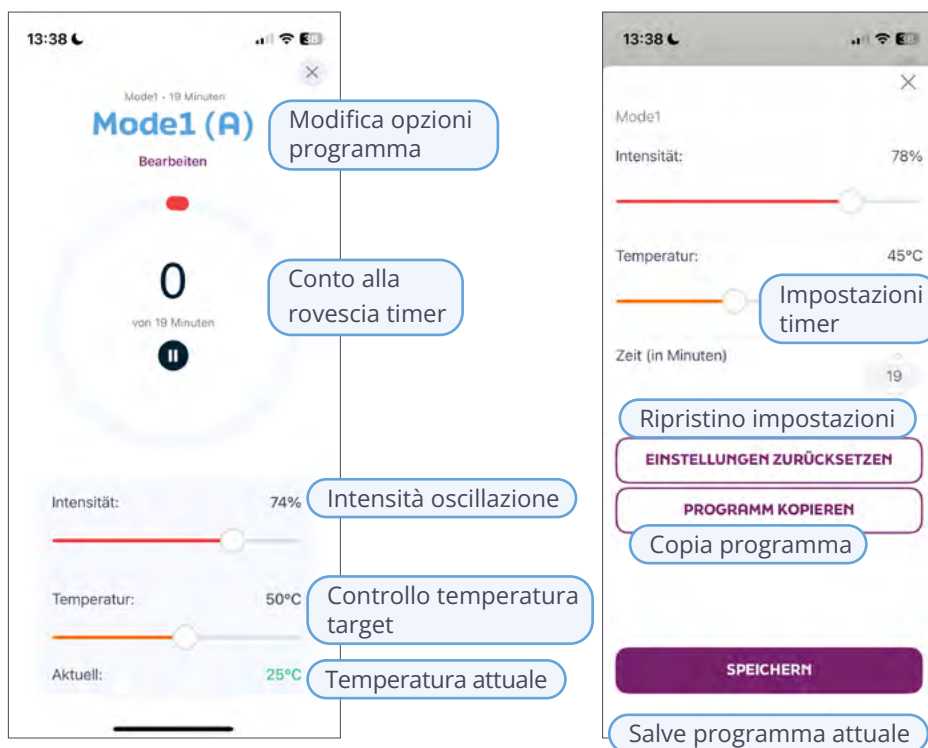 13:38
38
Mode1 - 19 Minuten
Mode1 (A)
Bearbeiten
Modifica opzioni
programma
0
von 19 Minuten
Conto alla
rovescia timer
Intensität:
74%
Intensità oscillazione
Temperatur:
50°C
Controllo temperatura
target
Aktuell:
25°C
Temperatura attuale
13:38
38
Mode1
Intensität:
78%
Temperatur:
45°C
Impostazioni
timer
Zeit (in Minuten)
19
Ripristino impostazioni
EINSTELLUNGEN ZURÜCKSETZEN
PROGRAMM KOPIEREN
Copia programma
SPEICHERN
Salve programma attuale